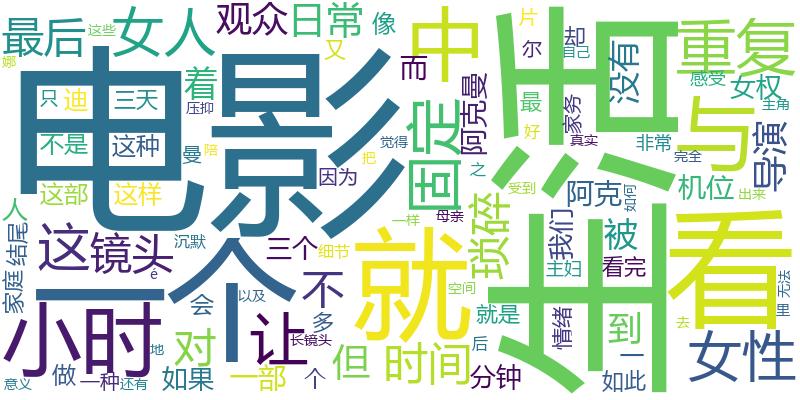 最后
这些
女人
观众
日常
像
又
中
片
尔
却
自己
没有
重复
感受
女权
主角
娜
只
迪
三天
压抑
着
而
阿克曼
最
好
家务
真实
非常
完全
与
导演
不是
这种
曼
陪
觉得
把
固定
之
电影
生活
这部
这样
因为
受到
母亲
一样
阿克
如何
机位
出来
人
结尾
家庭
这
镜头
é
沉默
一个
三个
细节
不
就
空间
琐碎
我们
被
主妇
看完
看
里
无法
小时
会
以及
让
多
长镜头
去
就是
后
情绪
到
女性
地
对
但
时间
分钟
一
如此
意义
做
一种
还有
如果
一部
个